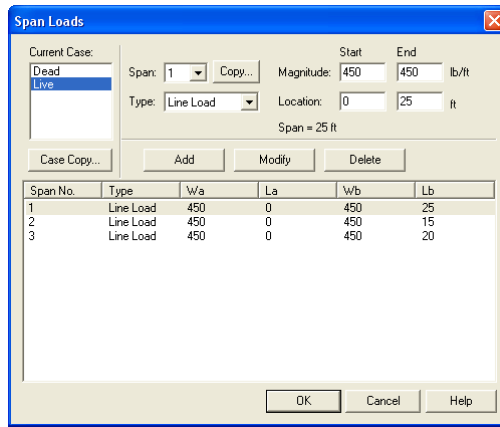 Span Loads
Current Case:
Dead
Live
Case Copy...
Span: 1 Copy...
Type: Line Load
Start End
Magnitude: 450 450 lb/ft
Location: 0 25 ft
Span = 25 ft
Add Modify Delete
Span No. Type Wa La Wb Lb
1 Line Load 450 0 450 25
2 Line Load 450 0 450 15
3 Line Load 450 0 450 20
OK Cancel Help